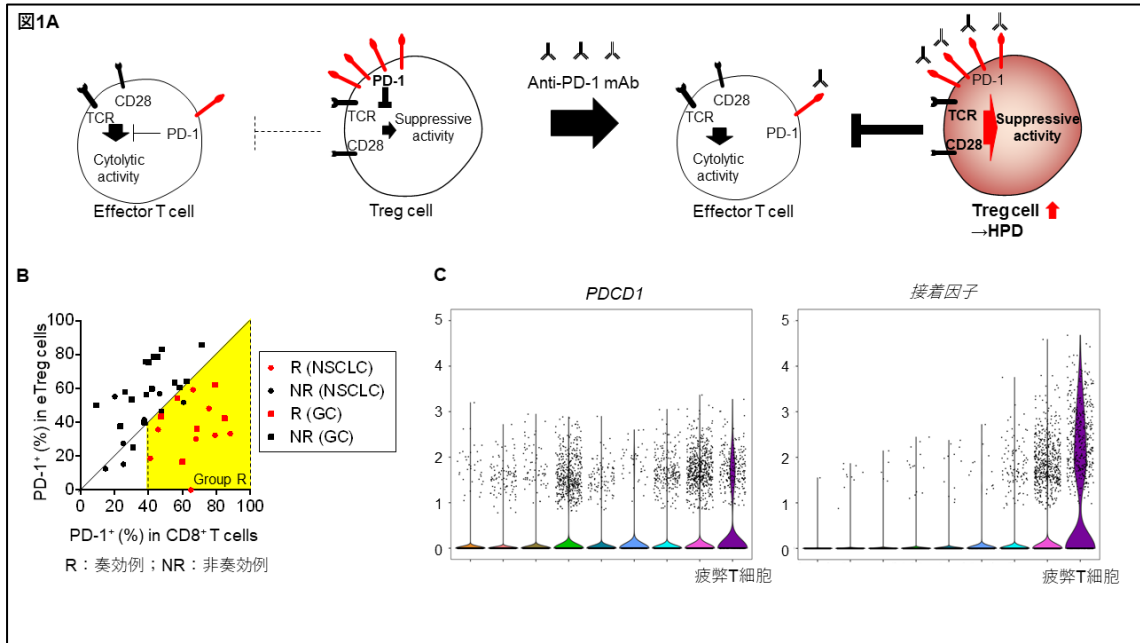 図1A
Anti-PD-1 mAb
CD28
TCR
PD-1
Cytolytic
activity
Effector T cell
PD-1
TCR
Suppressive
activity
CD28
Treg cell
CD28
TCR
PD-1
Cytolytic
activity
Effector T cell
PD-1
TCR
Suppressive
activity
CD28
Treg cell
→HPD
B
PD-1⁺ (%) in eTreg cells
100
80
60
40
20
0
0 20 40 60 80 100
Group R
PD-1⁺ (%) in CD8⁺ T cells
R (NSCLC)
NR (NSCLC)
R (GC)
NR (GC)
R：奏効例；NR：非奏効例
C
PDCD1
5
4
3
2
1
0
疲弊T細胞
接着因子
5
4
3
2
1
0
疲弊T細胞